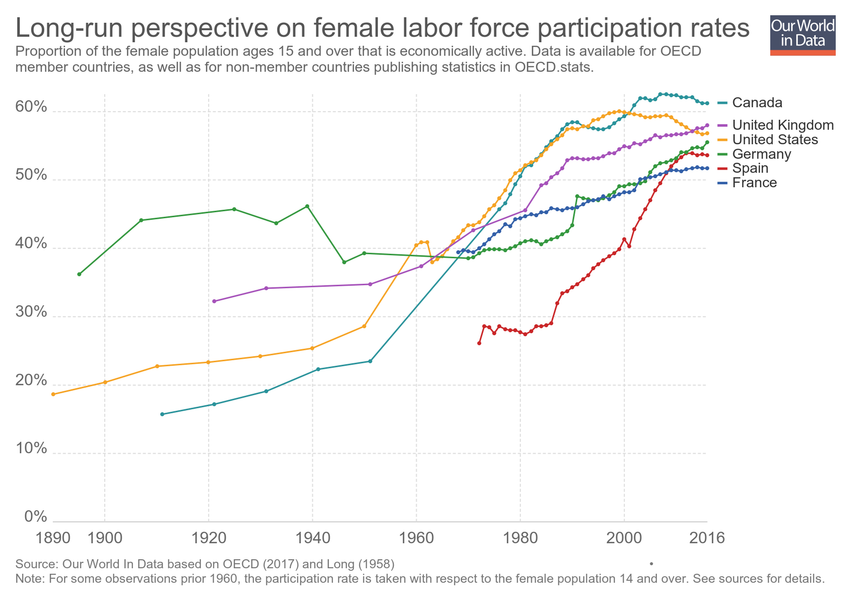 Long-run perspective on female labor force participation rates
Our World
in Data
Proportion of the female population ages 15 and over that is economically active. Data is available for OECD
member countries, as well as for non-member countries publishing statistics in OECD.stats.
60%
50%
40%
30%
20%
10%
0%
1890
1900
1920
1940
1960
1980
2000
2016
Canada
United Kingdom
United States
Germany
Spain
France
Source: Our World In Data based on OECD (2017) and Long (1958)
Note: For some observations prior 1960, the participation rate is taken with respect to the female population 14 and over. See sources for details.